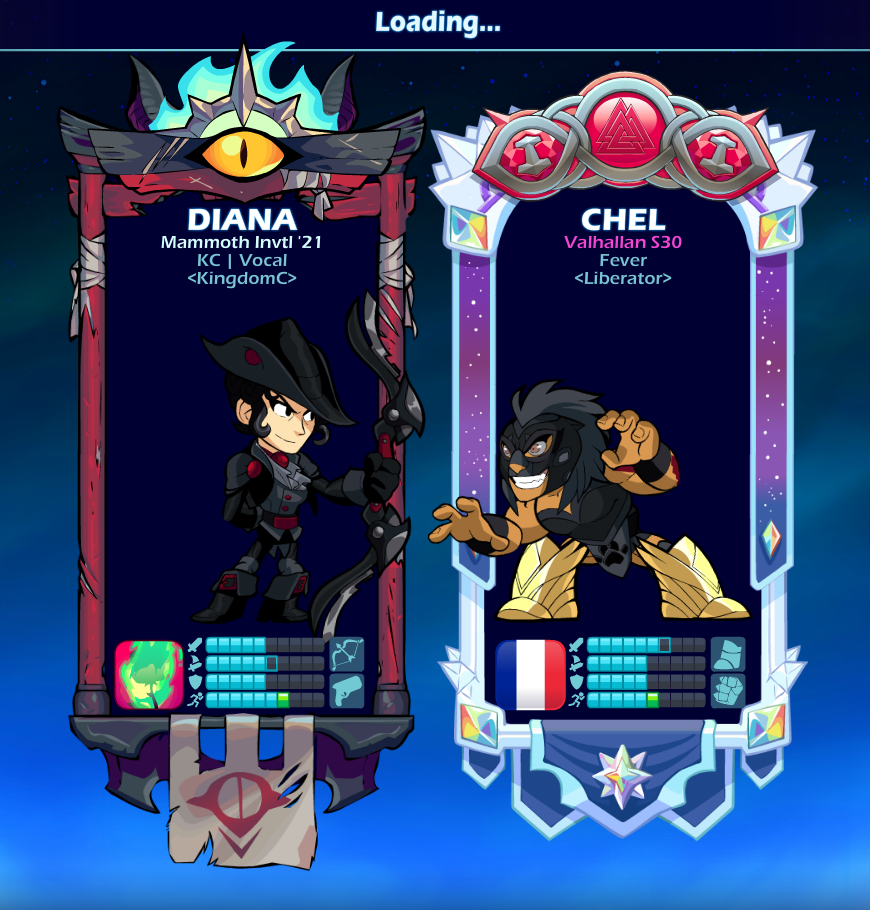 Loading...
DIANA
Mammoth Invtl '21
KC | Vocal
<KingdomC>
CHEL
Valhallan S30
Fever
<Liberator>